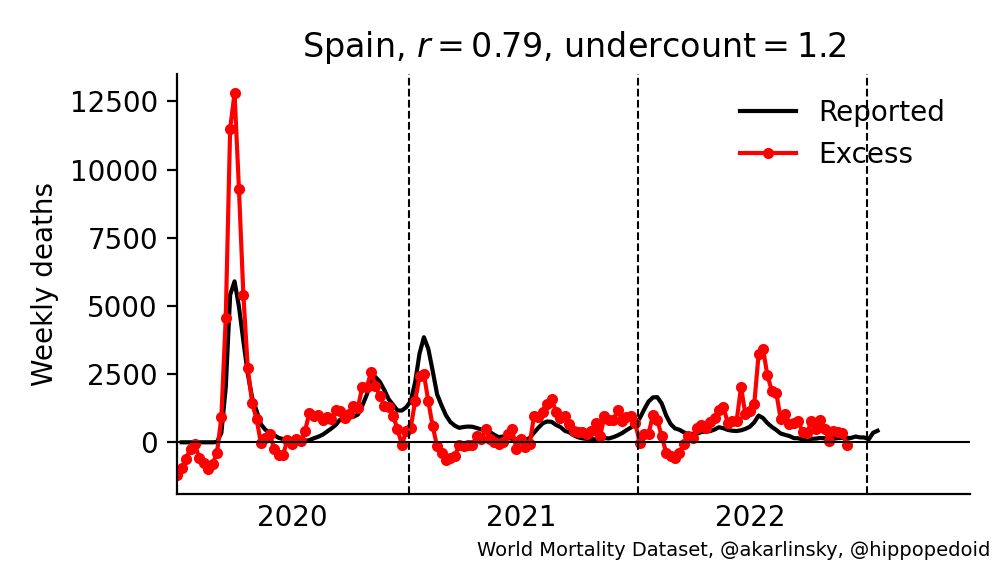 Spain, r = 0.79, undercount = 1.2
12500
10000
7500
5000
2500
0
Weekly deaths
Reported
Excess
2020 2021 2022
World Mortality Dataset, @akarlinsky, @hippopedoid